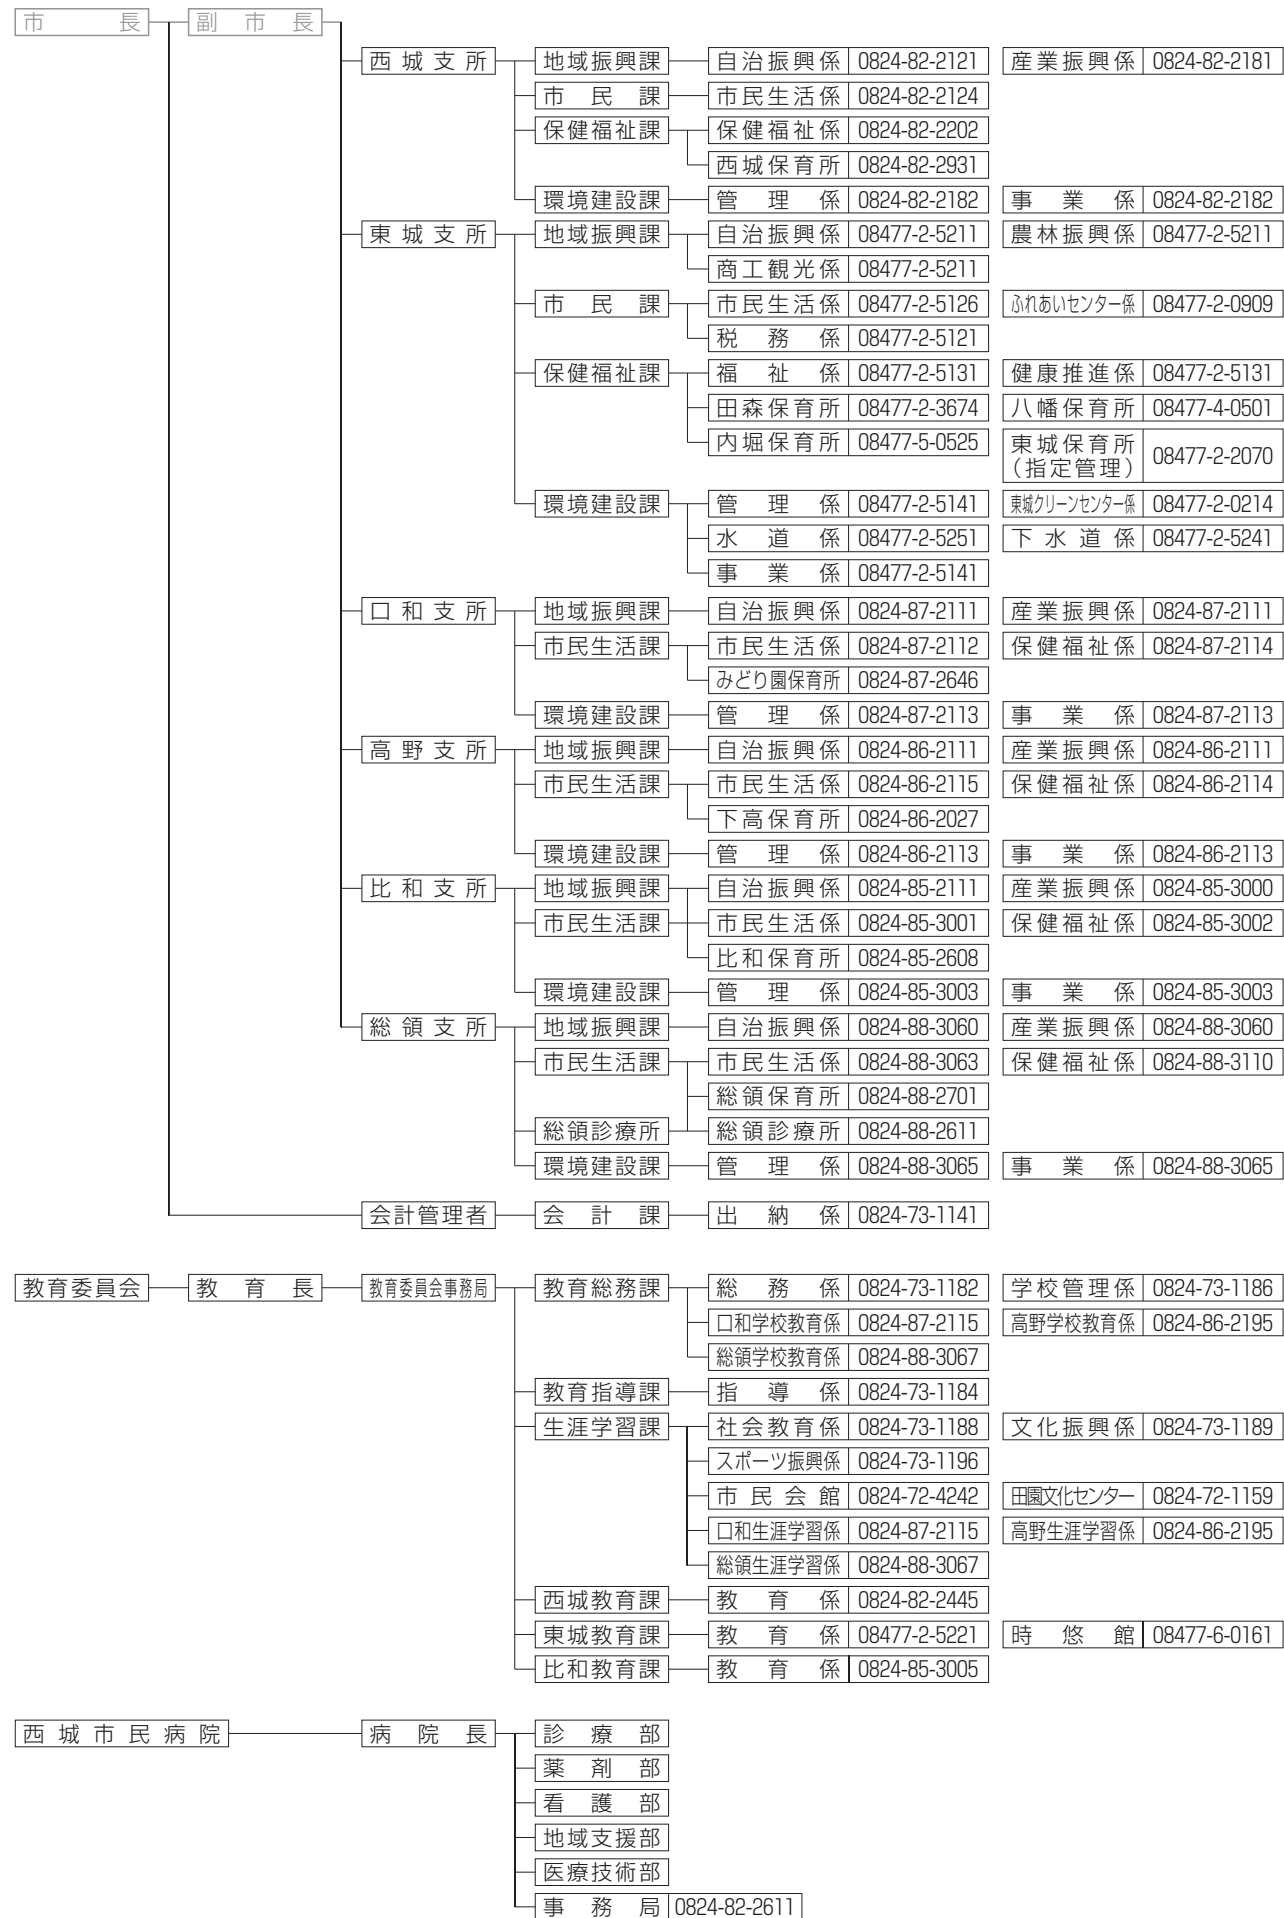 市長 副市長
西城支所 地域振興課 自治振興係 0824-82-2121 産業振興係 0824-82-2181
市民課 市民生活係 0824-82-2124
保健福祉課 保健福祉係 0824-82-2202
西城保育所 0824-82-2931
環境建設課 管理係 0824-82-2182 事業係 0824-82-2182
東城支所 地域振興課 自治振興係 08477-2-5211 農林振興係 08477-2-5211
商工観光係 08477-2-5211
市民課 市民生活係 08477-2-5126 ふれあいセンター係 08477-2-0909
税務係 08477-2-5121
保健福祉課 福祉係 08477-2-5131 健康推進係 08477-2-5131
田森保育所 08477-2-3674 八幡保育所 08477-4-0501
内堀保育所 08477-5-0525 東城保育所(指定管理) 08477-2-2070
環境建設課 管理係 08477-2-5141 東城クリーンセンター係 08477-2-0214
水道係 08477-2-5251 下水道係 08477-2-5241
事業係 08477-2-5141
口和支所 地域振興課 自治振興係 0824-87-2111 産業振興係 0824-87-2111
市民生活課 市民生活係 0824-87-2112 保健福祉係 0824-87-2114
みどり園保育所 0824-87-2646
環境建設課 管理係 0824-87-2113 事業係 0824-87-2113
高野支所 地域振興課 自治振興係 0824-86-2111 産業振興係 0824-86-2111
市民生活課 市民生活係 0824-86-2115 保健福祉係 0824-86-2114
下高保育所 0824-86-2027
環境建設課 管理係 0824-86-2113 事業係 0824-86-2113
比和支所 地域振興課 自治振興係 0824-85-2111 産業振興係 0824-85-3000
市民生活課 市民生活係 0824-85-3001 保健福祉係 0824-85-3002
比和保育所 0824-85-2608
環境建設課 管理係 0824-85-3003 事業係 0824-85-3003
総領支所 地域振興課 自治振興係 0824-88-3060 産業振興係 0824-88-3060
市民生活課 市民生活係 0824-88-3063 保健福祉係 0824-88-3110
総領保育所 0824-88-2701
総領診療所 総領診療所 0824-88-2611
環境建設課 管理係 0824-88-3065 事業係 0824-88-3065
会計管理者 会計課 出納係 0824-73-1141
教育委員会 教育長 教育委員会事務局 教育総務課 総務係 0824-73-1182 学校管理係 0824-73-1186
口和学校教育係 0824-87-2115 高野学校教育係 0824-86-2195
総領学校教育係 0824-88-3067
教育指導課 指導係 0824-73-1184
生涯学習課 社会教育係 0824-73-1188 文化振興係 0824-73-1189
スポーツ振興係 0824-73-1196
市民会館 0824-72-4242 田園文化センター 0824-72-1159
口和生涯学習係 0824-87-2115 高野生涯学習係 0824-86-2195
総領生涯学習係 0824-88-3067
西城教育課 教育係 0824-82-2445
東城教育課 教育係 08477-2-5221 時悠館 08477-6-0161
比和教育課 教育係 0824-85-3005
西城市民病院 病院長 診療部
薬剤部
看護部
地域支援部
医療技術部
事務局 0824-82-2611